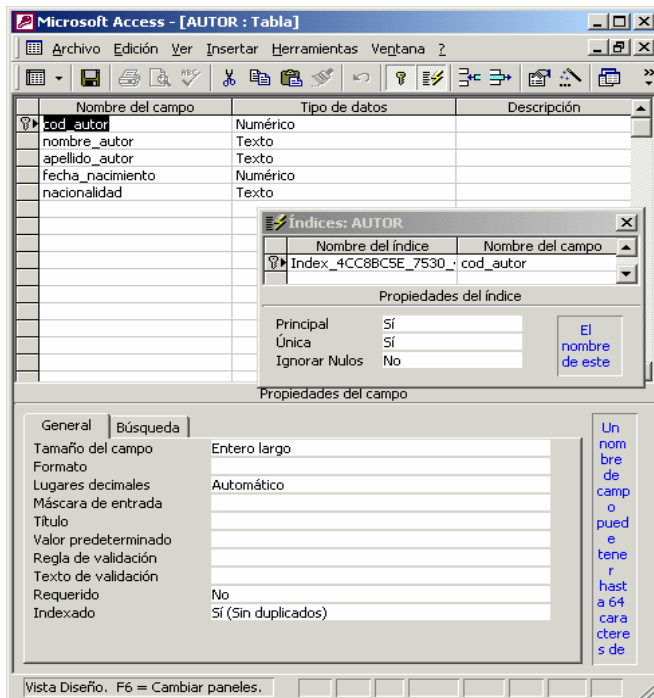 Microsoft Access - [AUTOR : Tabla]
Archivo Edición Ver Insertar Herramientas Ventana ?
Nombre del campo Tipo de datos Descripción
cod_autor Numérico
nombre_autor Texto
apellido_autor Texto
fecha_nacimiento Numérico
nacionalidad Texto
Índices: AUTOR
Nombre del índice Nombre del campo
Index_4CC8BC5E_7530_ cod_autor
Propiedades del índice
Principal Sí
Única Sí
Ignorar Nulos No
El
nombre
de este
Propiedades del campo
General Búsqueda
Tamaño del campo Entero largo
Formato
Lugares decimales Automático
Máscara de entrada
Título
Valor predeterminado
Regla de validación
Texto de validación
Requerido No
Indexado Sí (Sin duplicados)
Un
nom
bre
de
camp
o
pued
e
tene
r
hast
a 64
cara
ctere
s de
Vista Diseño. F6 = Cambiar paneles.